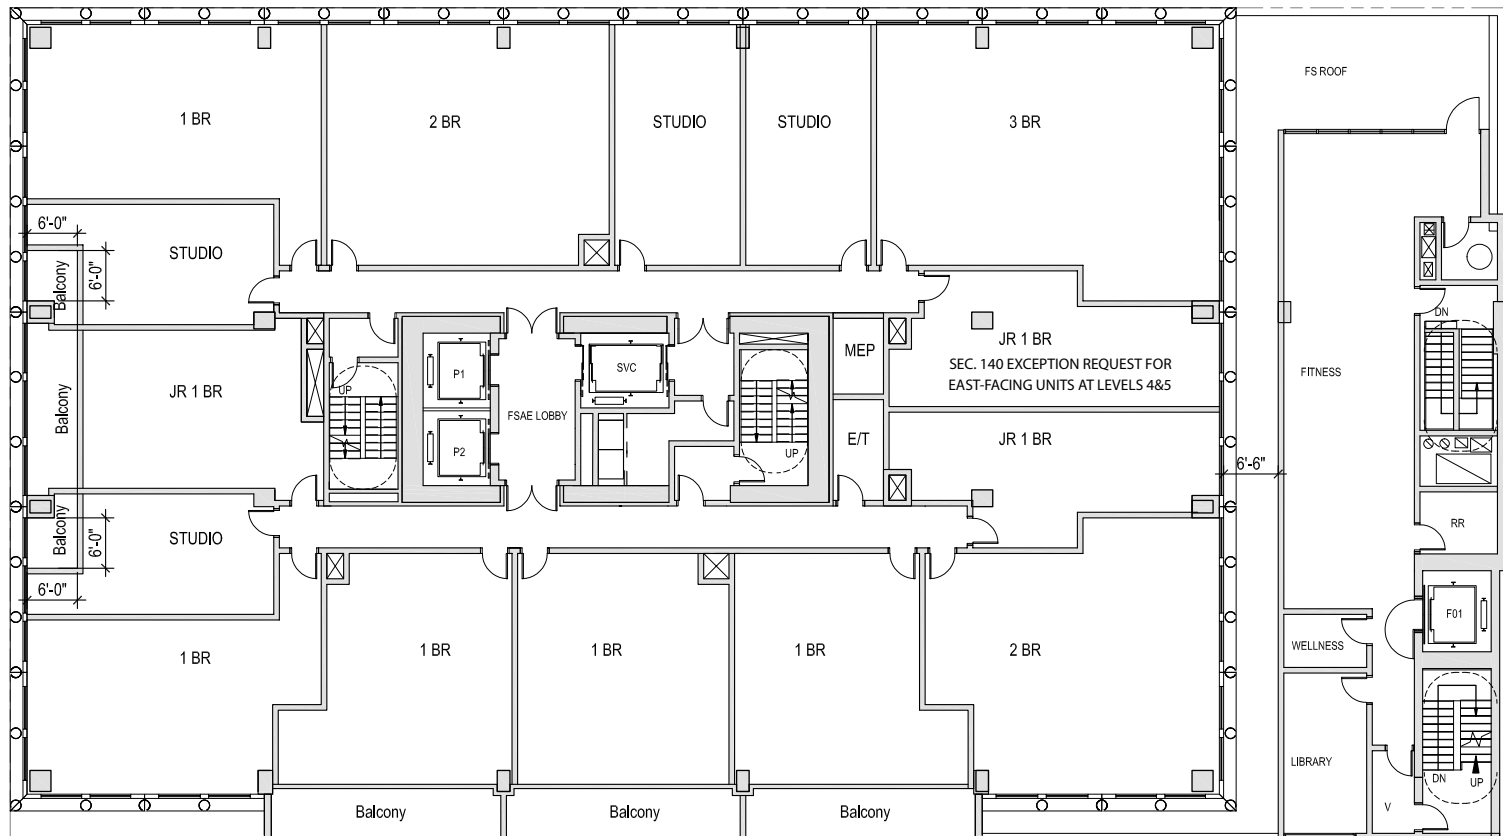 FS ROOF
1 BR
2 BR
STUDIO
STUDIO
3 BR
6'-0"
STUDIO
Balcony
6'-0"
DN
JR 1 BR
SEC. 140 EXCEPTION REQUEST FOR
EAST-FACING UNITS AT LEVELS 4&5
MEP
P1
SVC
FITNESS
UP
JR 1 BR
Balcony
FSAE LOBBY
E/T
JR 1 BR
P2
UP
6'-6"
Balcony
6'-0"
STUDIO
RR
6'-0"
F01
1 BR
1 BR
1 BR
1 BR
2 BR
WELLNESS
LIBRARY
DN
UP
V
Balcony
Balcony
Balcony